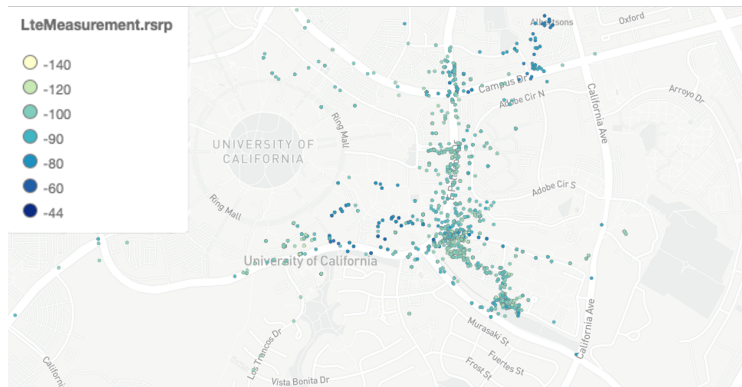 LteMeasurement.rsrp
-140
-120
-100
-90
-80
-60
-44
Oxford
Campus Dr
Adobe Cir N
California Ave
Arroyo Dr
Ring Mall
UNIVERSITY OF
CALIFORNIA
Adobe Cir S
Ring Mall
University of California
California Ave
Murasaki St
Los Trancos Dr
Fuertes St
Frost St
Vista Bonita Dr